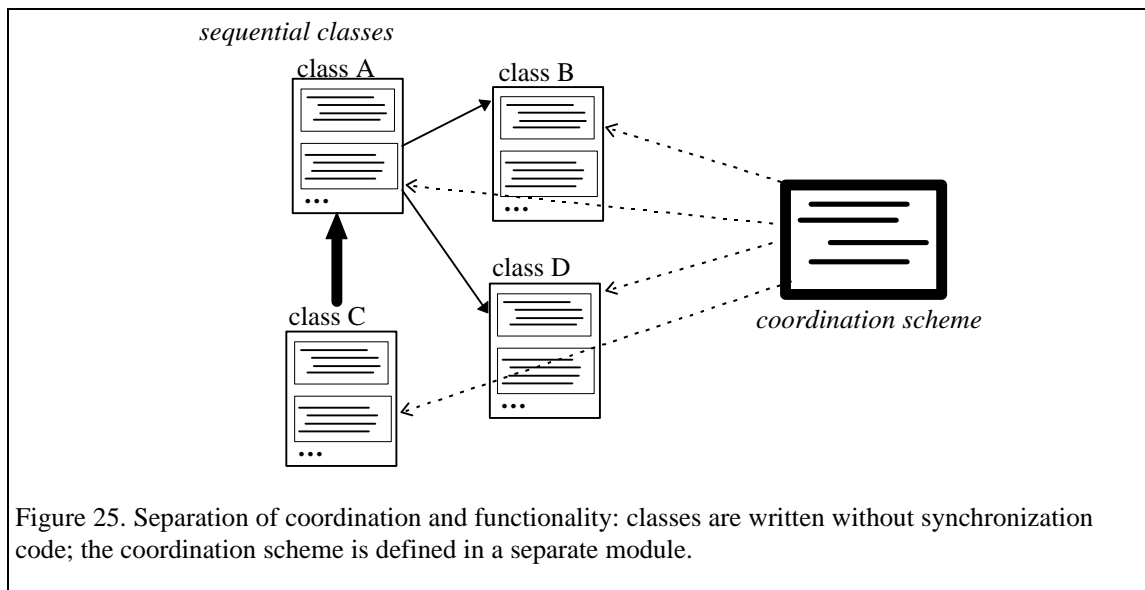 sequential classes
class A
class B
class D
class C
coordination scheme
Figure 25. Separation of coordination and functionality: classes are written without synchronization
code; the coordination scheme is defined in a separate module.